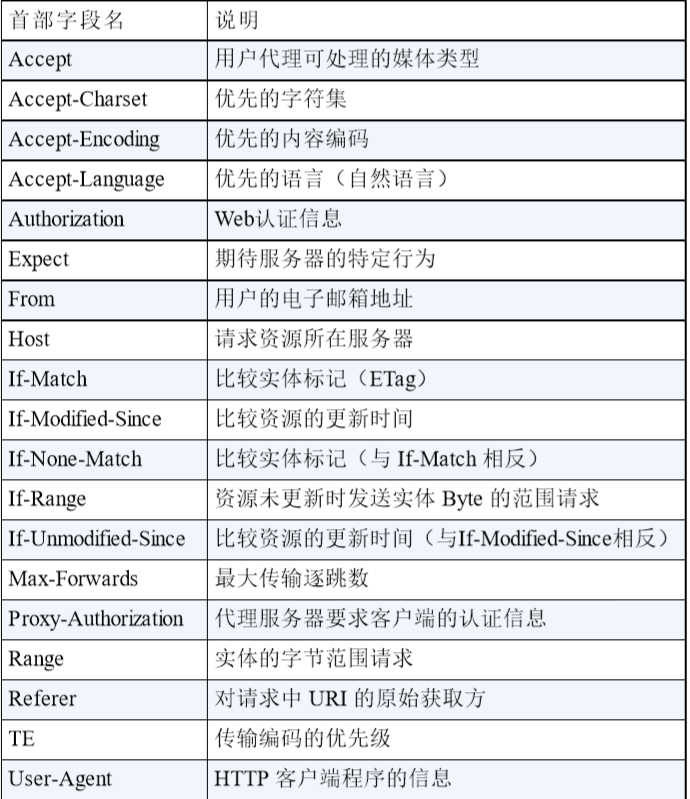 首部字段名 说明
Accept 用户代理可处理的媒体类型
Accept-Charset 优先的字符集
Accept-Encoding 优先的内容编码
Accept-Language 优先的语言（自然语言）
Authorization Web认证信息
Expect 期待服务器的特定行为
From 用户的电子邮箱地址
Host 请求资源所在服务器
If-Match 比较实体标记（ETag）
If-Modified-Since 比较资源的更新时间
If-None-Match 比较实体标记（与 If-Match 相反）
If-Range 资源未更新时发送实体 Byte 的范围请求
If-Unmodified-Since 比较资源的更新时间（与If-Modified-Since相反）
Max-Forwards 最大传输逐跳数
Proxy-Authorization 代理服务器要求客户端的认证信息
Range 实体的字节范围请求
Referer 对请求中 URI 的原始获取方
TE 传输编码的优先级
User-Agent HTTP 客户端程序的信息